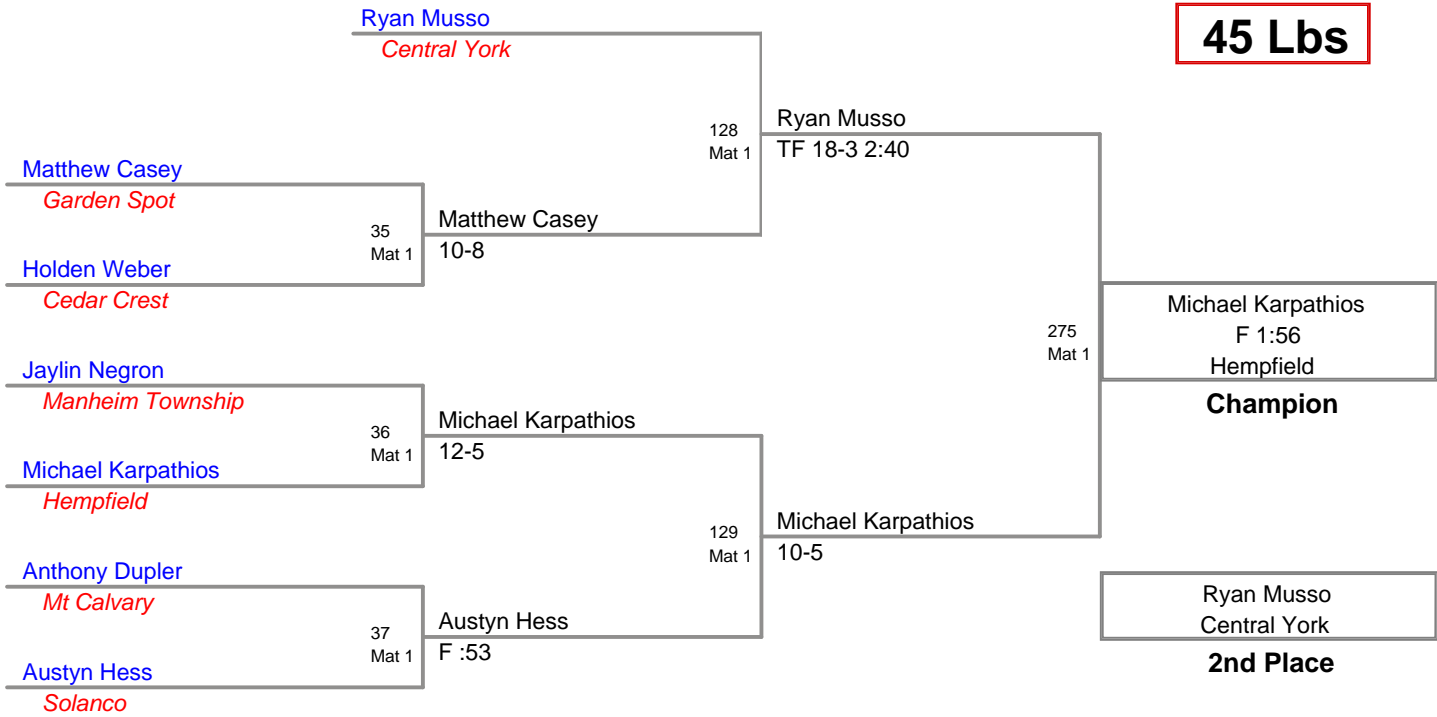 Ryan Musso
Central York
45 Lbs
128
Mat 1
Ryan Musso
TF 18-3 2:40
Matthew Casey
Garden Spot
35
Mat 1
Matthew Casey
10-8
Holden Weber
Cedar Crest
275
Mat 1
Michael Karpathios
F 1:56
Hempfield
Champion
Jaylin Negron
Manheim Township
36
Mat 1
Michael Karpathios
12-5
Michael Karpathios
Hempfield
129
Mat 1
Michael Karpathios
10-5
Anthony Dupler
Mt Calvary
37
Mat 1
Austyn Hess
F :53
Austyn Hess
Solanco
Ryan Musso
Central York
2nd Place